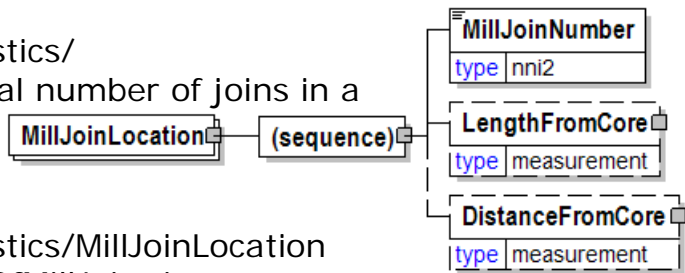 stics/
al number of joins in a
MillJoinLocation
(sequence)
MillJoinNumber
type nni2
LengthFromCore
type measurement
DistanceFromCore
type measurement
stics/MillJoinLocation